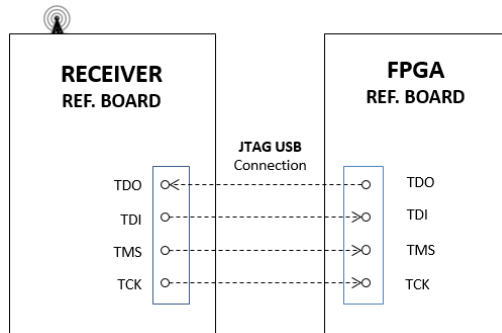 RECEIVER
REF. BOARD
FPGA
REF. BOARD
JTAG USB
Connection
TDO
TDO
TDI
TDI
TMS
TMS
TCK
TCK